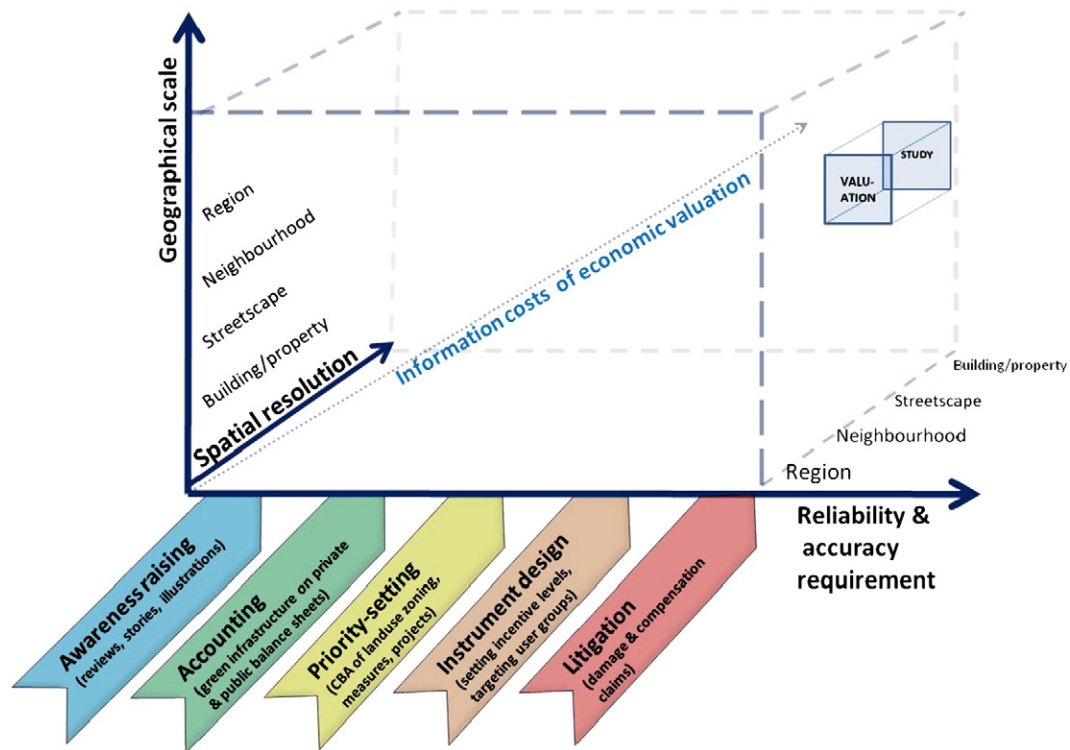 Geographical scale
Region
Neighbourhood
Streetscape
Building/property
Spatial resolution
Information costs of economic valuation
STUDY
VALU-
ATION
Building/property
Streetscape
Neighbourhood
Region
Reliability &
accuracy
requirement
Awareness raising
(reviews, stories, illustrations)
Accounting
(green infrastructure on private
& public balance sheets)
Priority-setting
(CBA of landuse zoning,
measures, projects)
Instrument design
(setting incentive levels,
targeting user groups)
Litigation
(damage & compensation
claims)